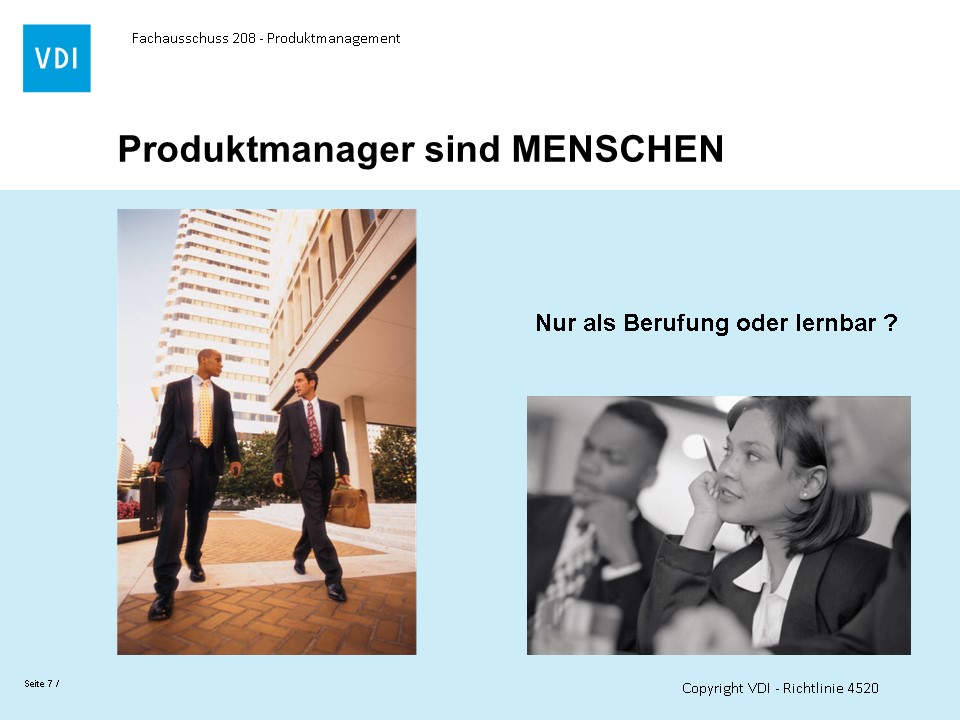 VDI
Fachausschuss 208 - Produktmanagement
Produktmanager sind MENSCHEN
Nur als Berufung oder lernbar ?
Seite 7 /
Copyright VDI - Richtlinie 4520